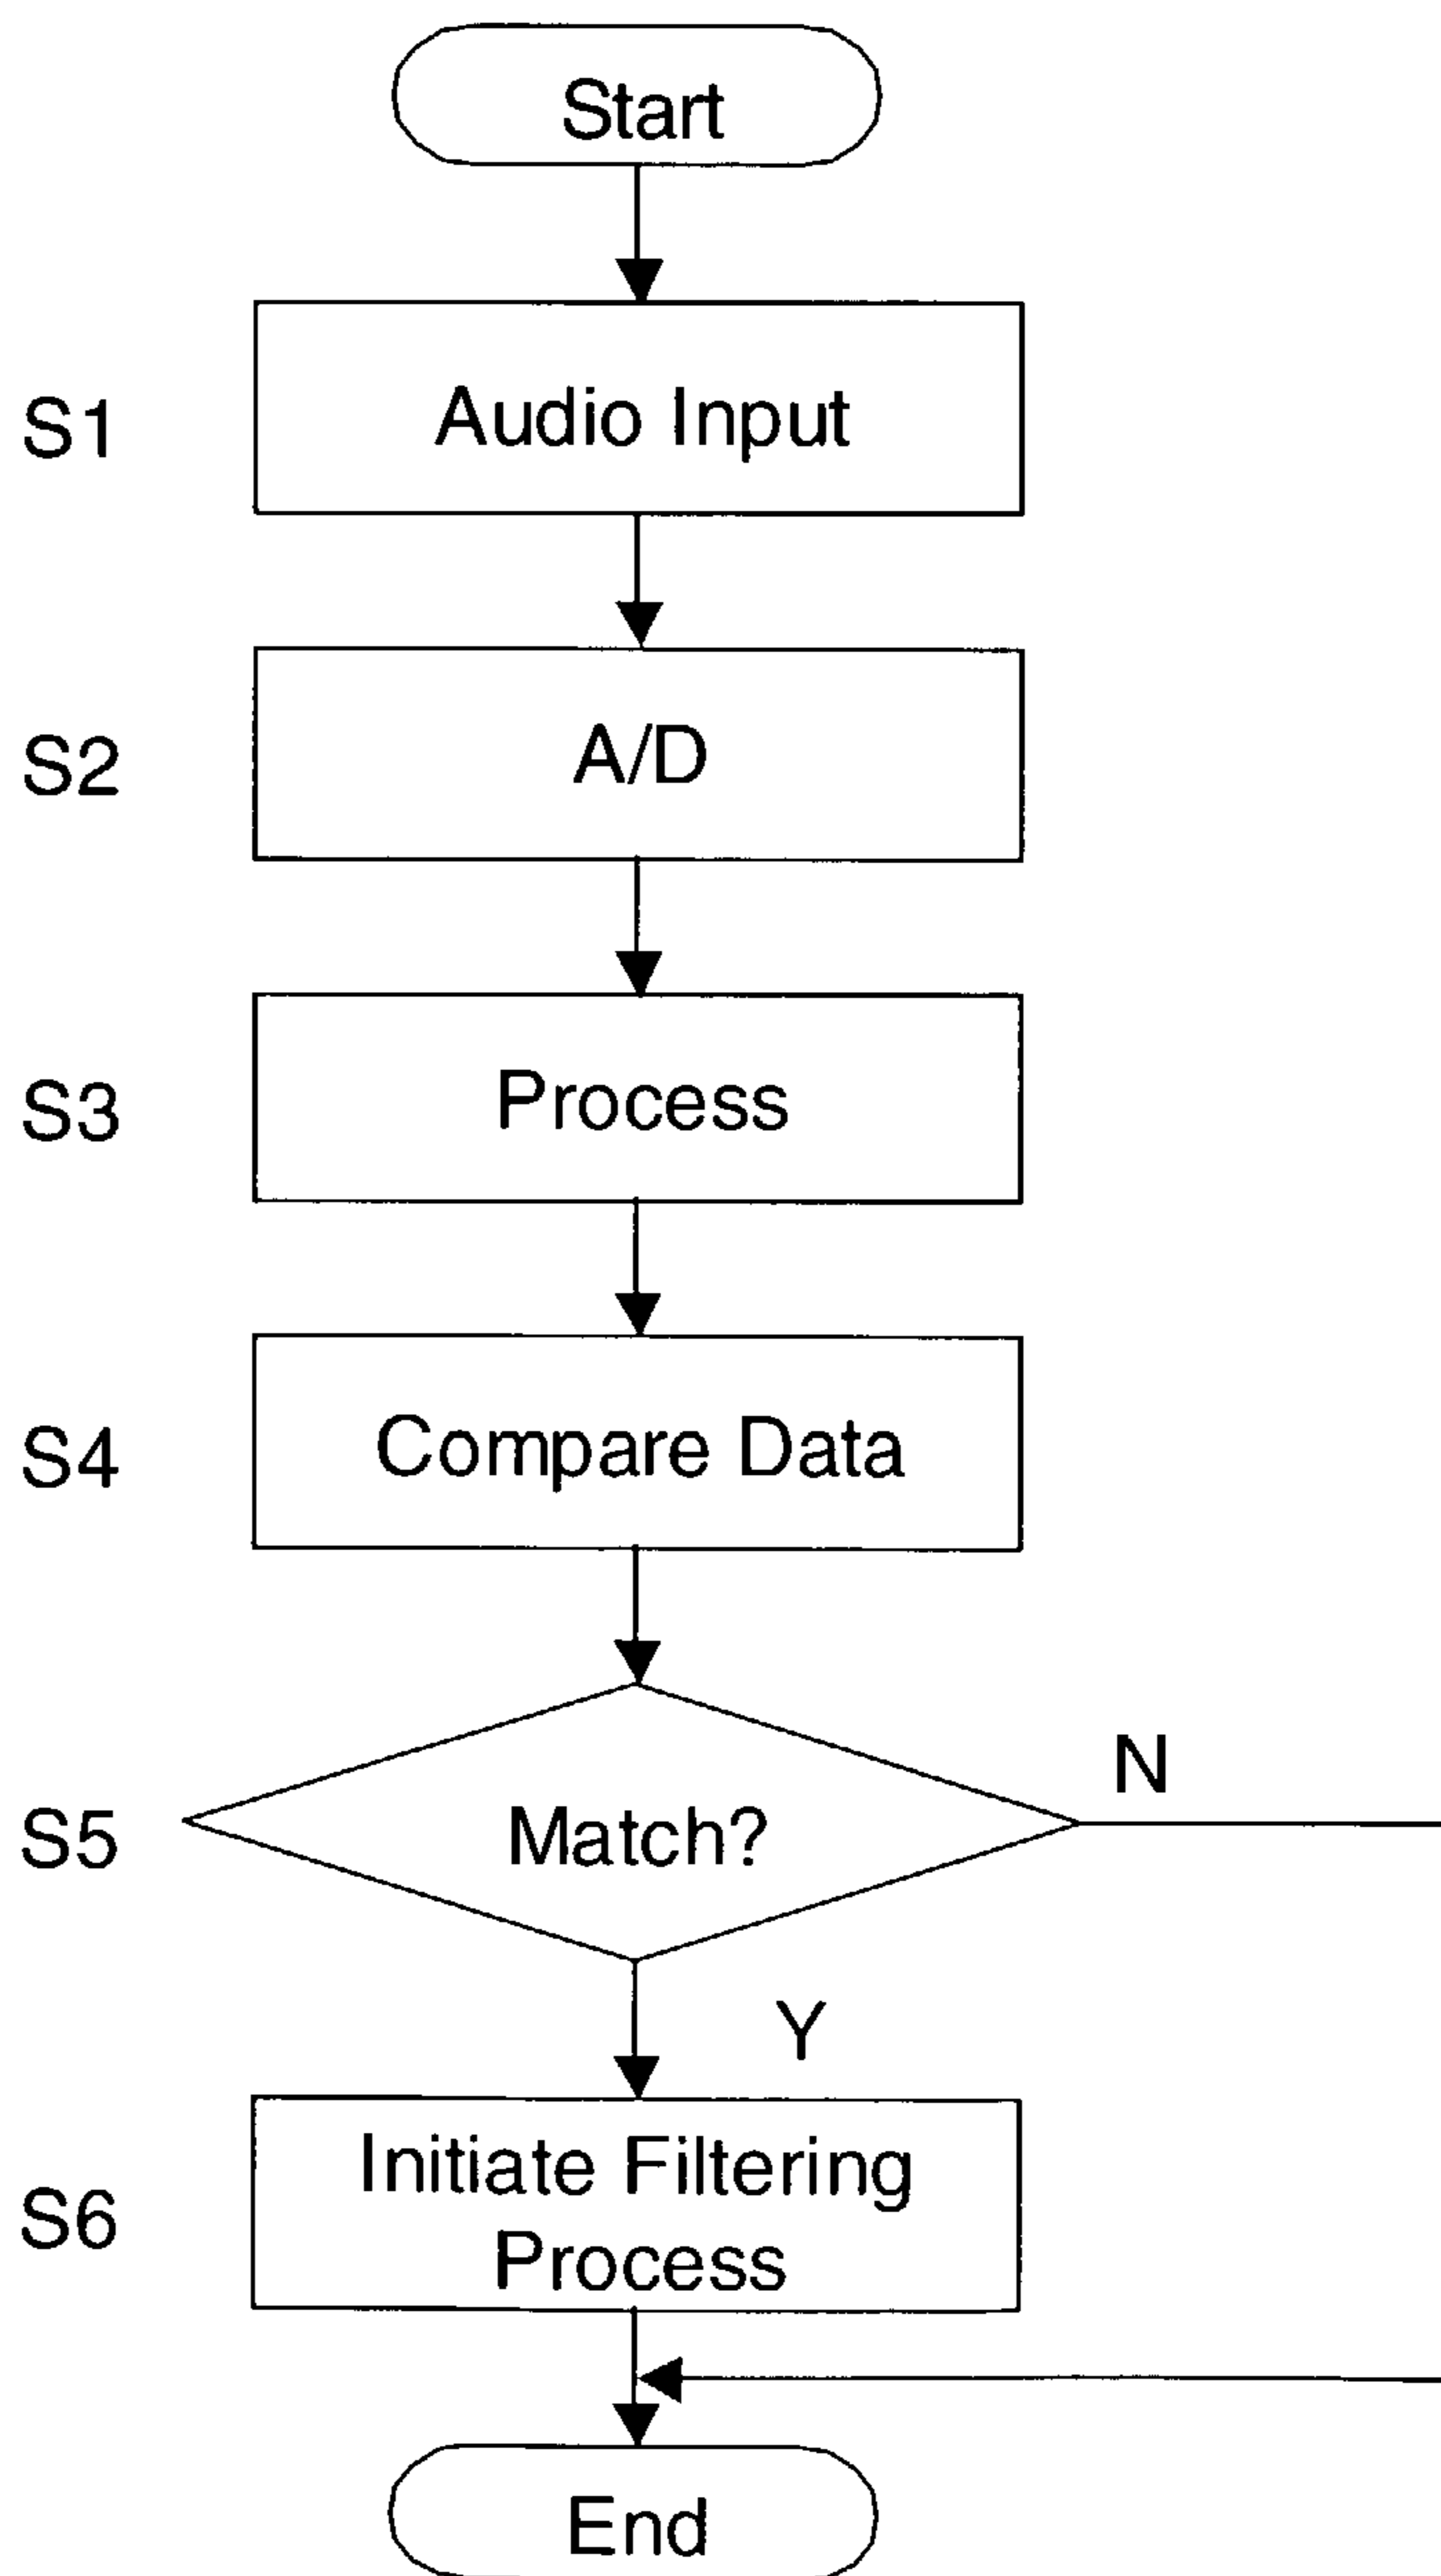 Start
S1
Audio Input
S2
A/D
S3
Process
S4
Compare Data
S5
Match?
N
Y
S6
Initiate Filtering
Process
End